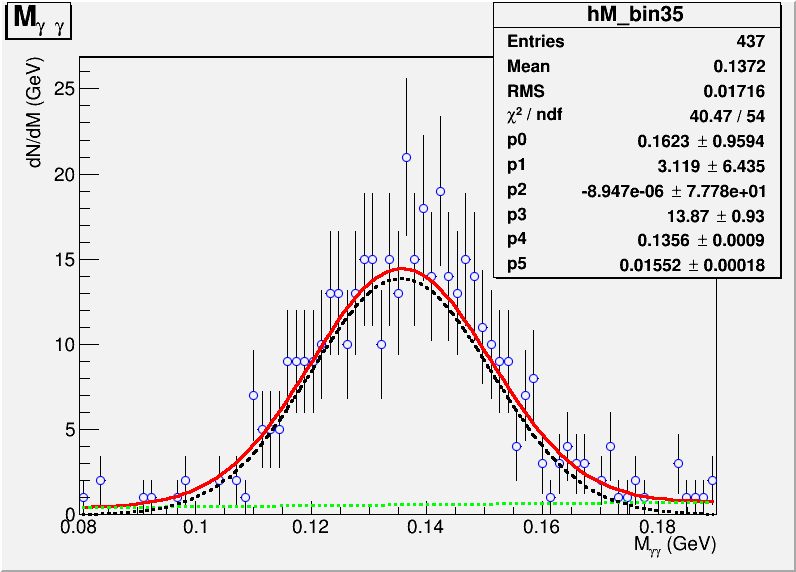 M γ γ
hM_bin35
Entries 437
Mean 0.1372
RMS 0.01716
χ² / ndf 40.47 / 54
p0 0.1623 ± 0.9594
p1 3.119 ± 6.435
p2 -8.947e-06 ± 7.778e+01
p3 13.87 ± 0.93
p4 0.1356 ± 0.0009
p5 0.01552 ± 0.00018
dN/dM (GeV)
25
20
15
10
5
0
0.08 0.1 0.12 0.14 0.16 0.18
Mγγ (GeV)